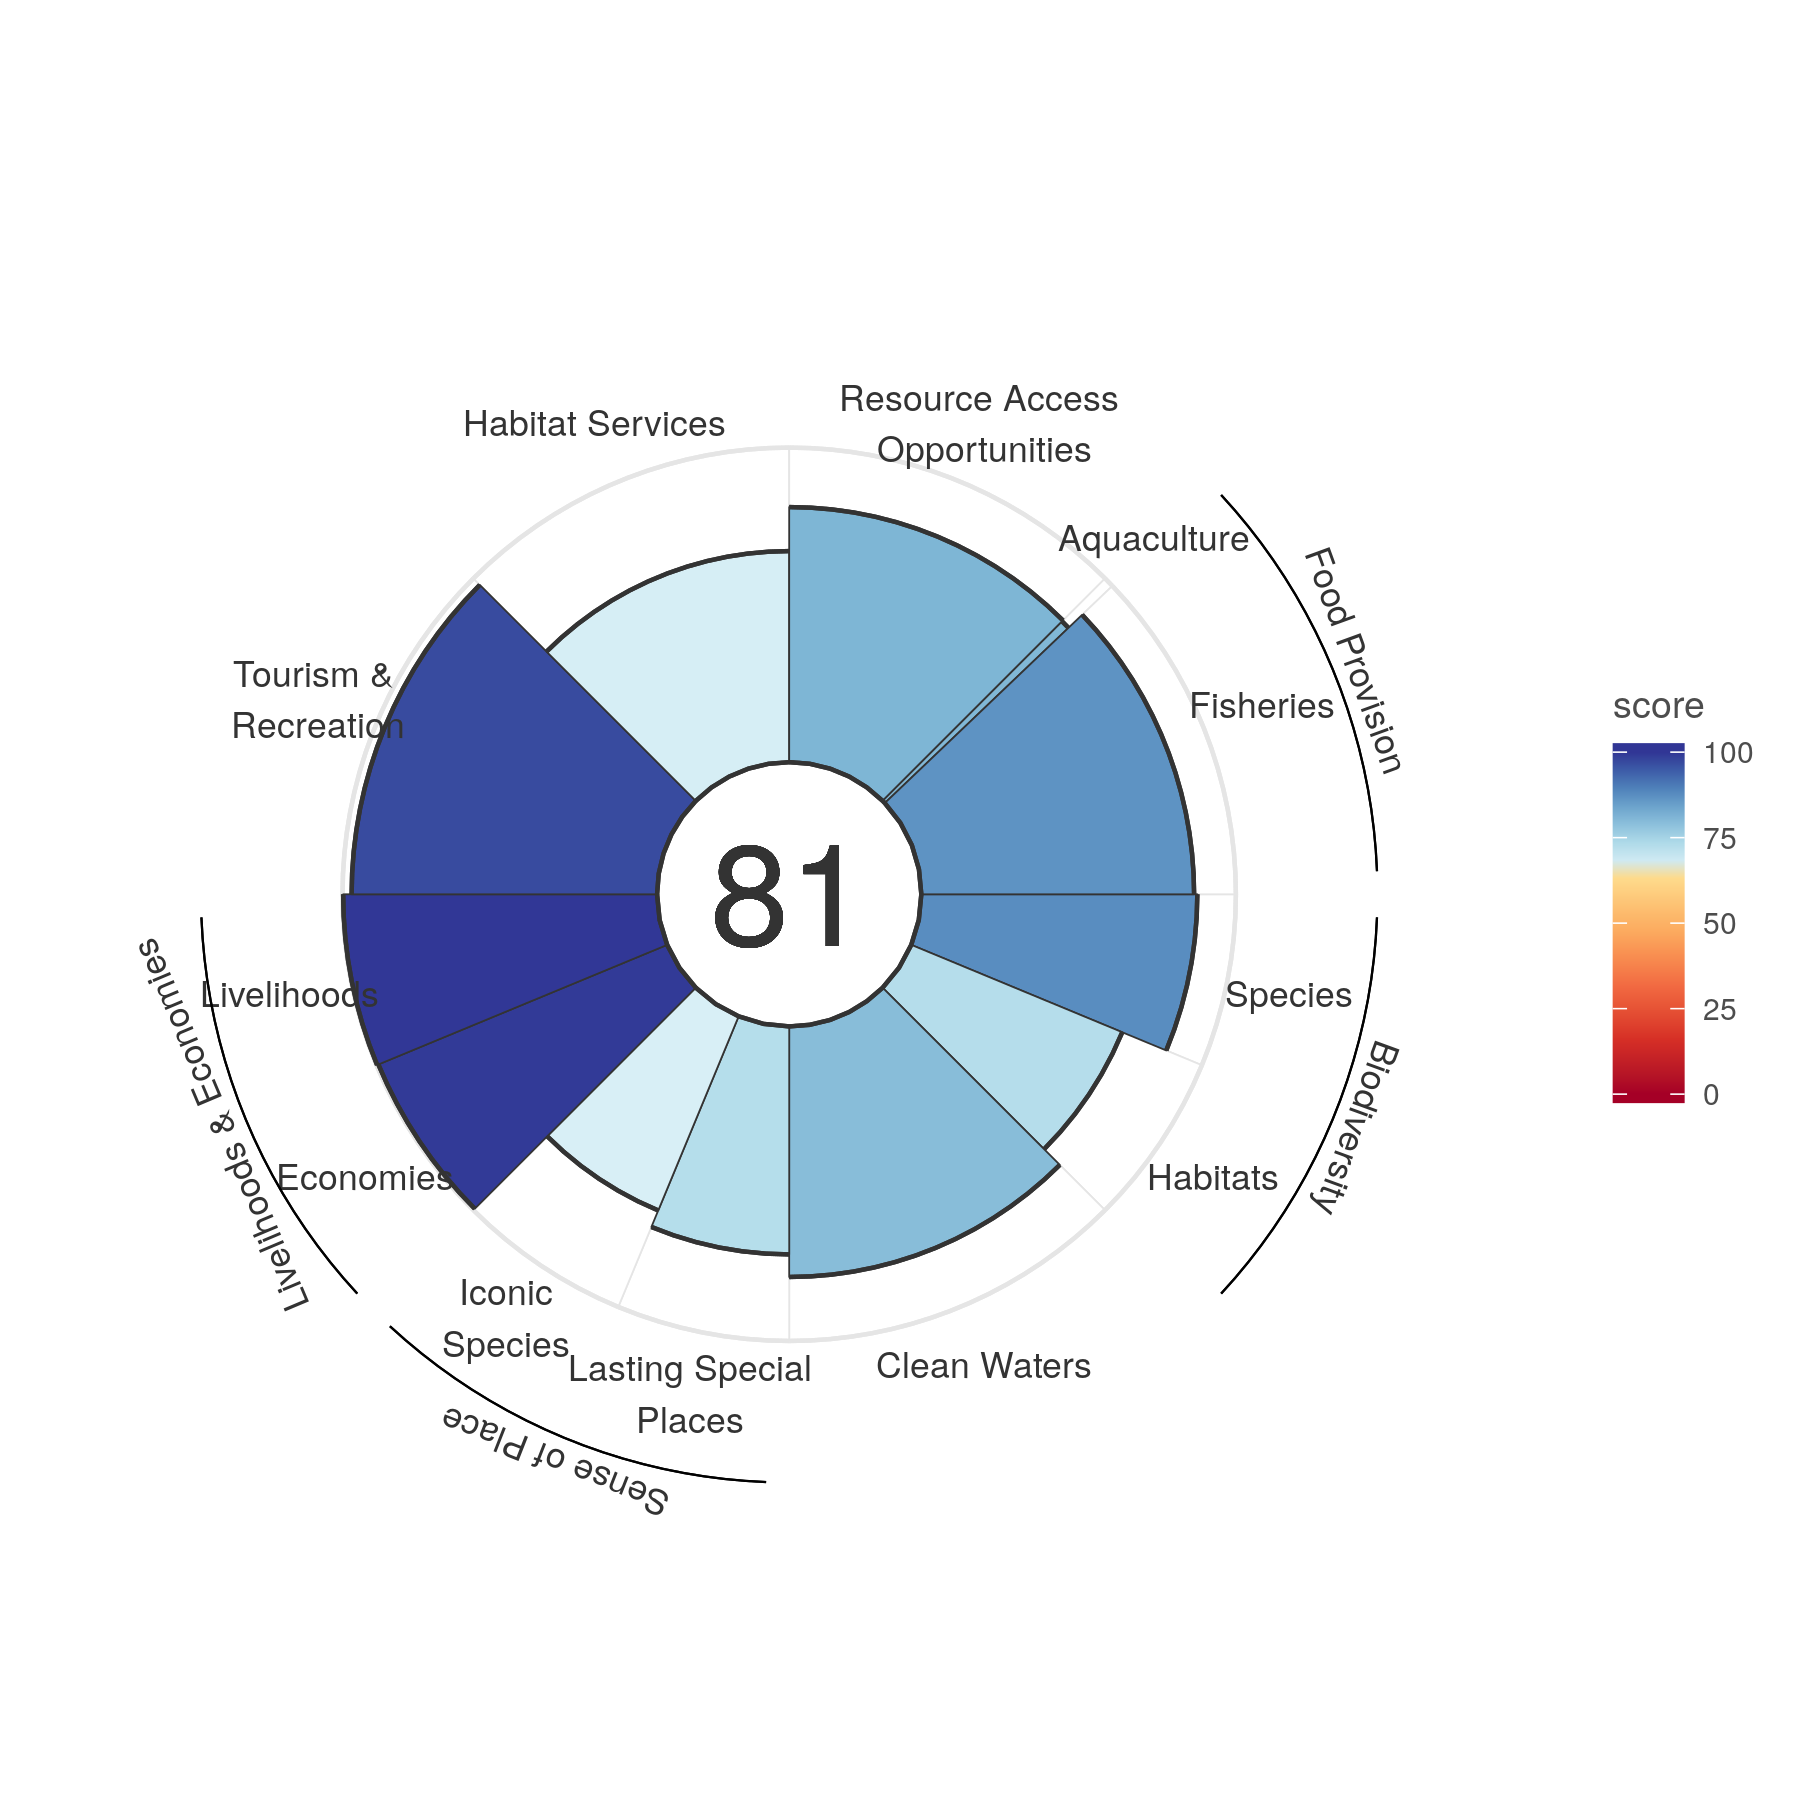 Resource Access
Opportunities
Habitat Services
Aquaculture
Food Provision
Tourism &
Recreation
Fisheries
score
100
75
50
25
0
81
Livelihoods
Species
Livelihoods & Economies
Biodiversity
Economies
Habitats
Iconic
Species
Lasting Special
Places
Clean Waters
Sense of Place